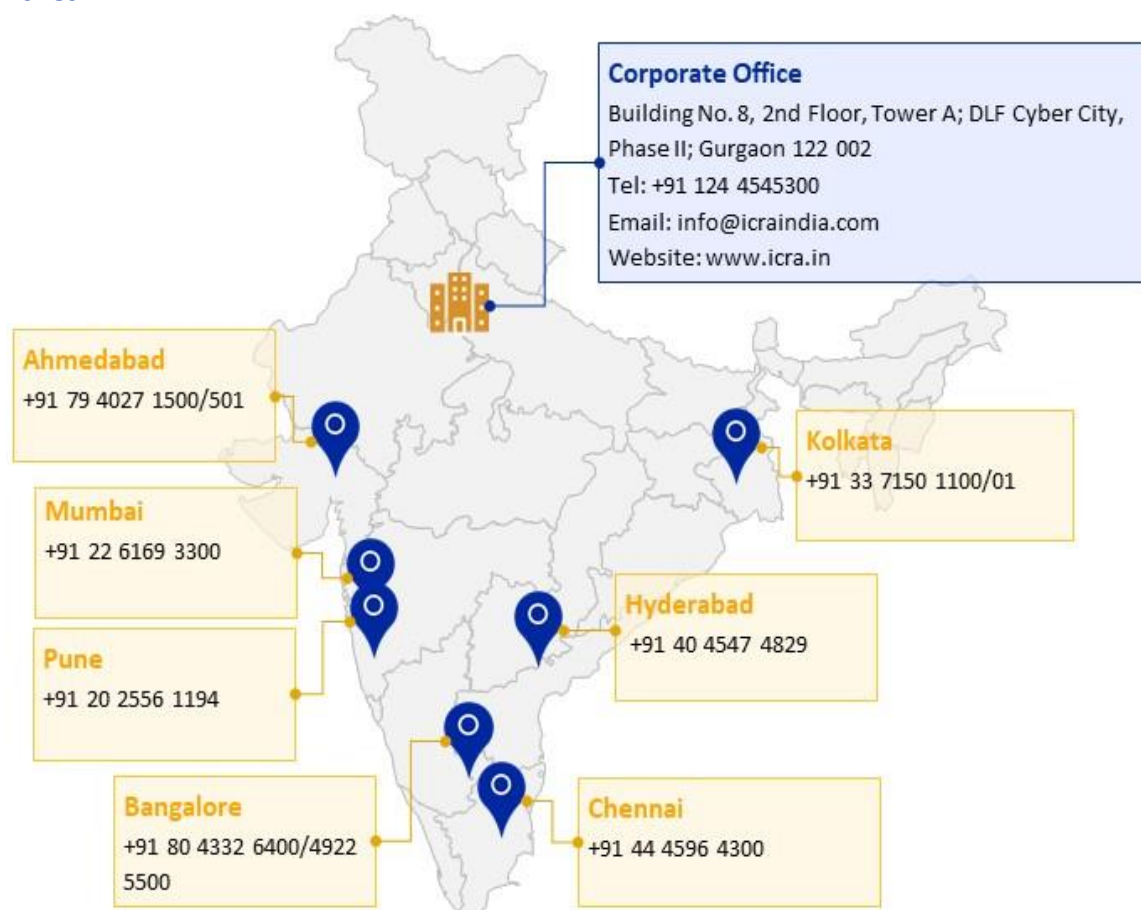 Corporate Office
Building No. 8, 2nd Floor, Tower A; DLF Cyber City,
Phase II; Gurgaon 122 002
Tel: +91 124 4545300
Email: info@icraindia.com
Website: www.icra.in
Ahmedabad
+91 79 4027 1500/501
Kolkata
+91 33 7150 1100/01
Mumbai
+91 22 6169 3300
Hyderabad
+91 40 4547 4829
Pune
+91 20 2556 1194
Bangalore
+91 80 4332 6400/4922
5500
Chennai
+91 44 4596 4300